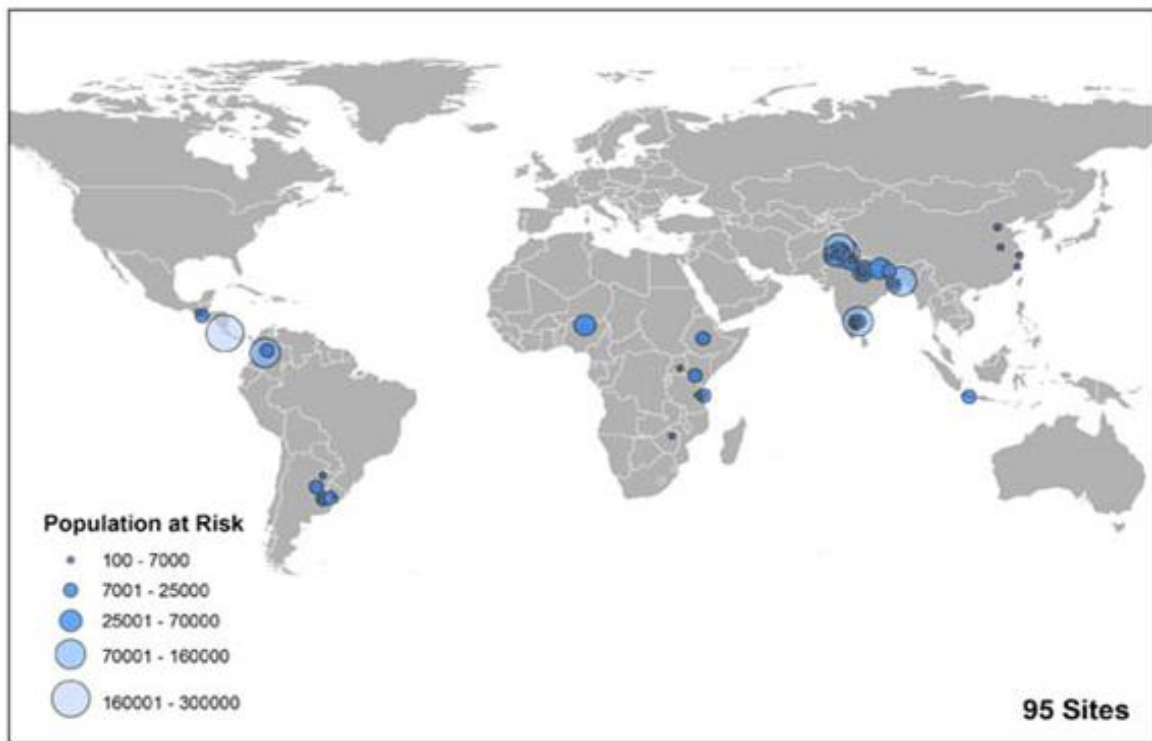 Population at Risk
100 - 7000
7001 - 25000
25001 - 70000
70001 - 160000
160001 - 300000
95 Sites